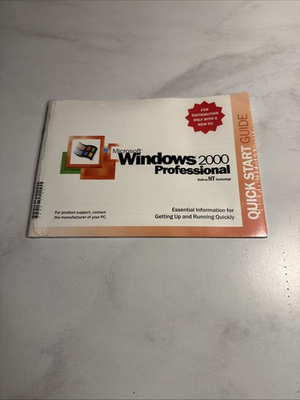 FOR
DISTRIBUTION
ONLY WITH A
NEW PC
Microsoft
Windows 2000
Professional
Built on NT Technology
QUICK START GUIDE
For product support, contact
the manufacturer of your PC.
Essential Information for
Getting Up and Running Quickly